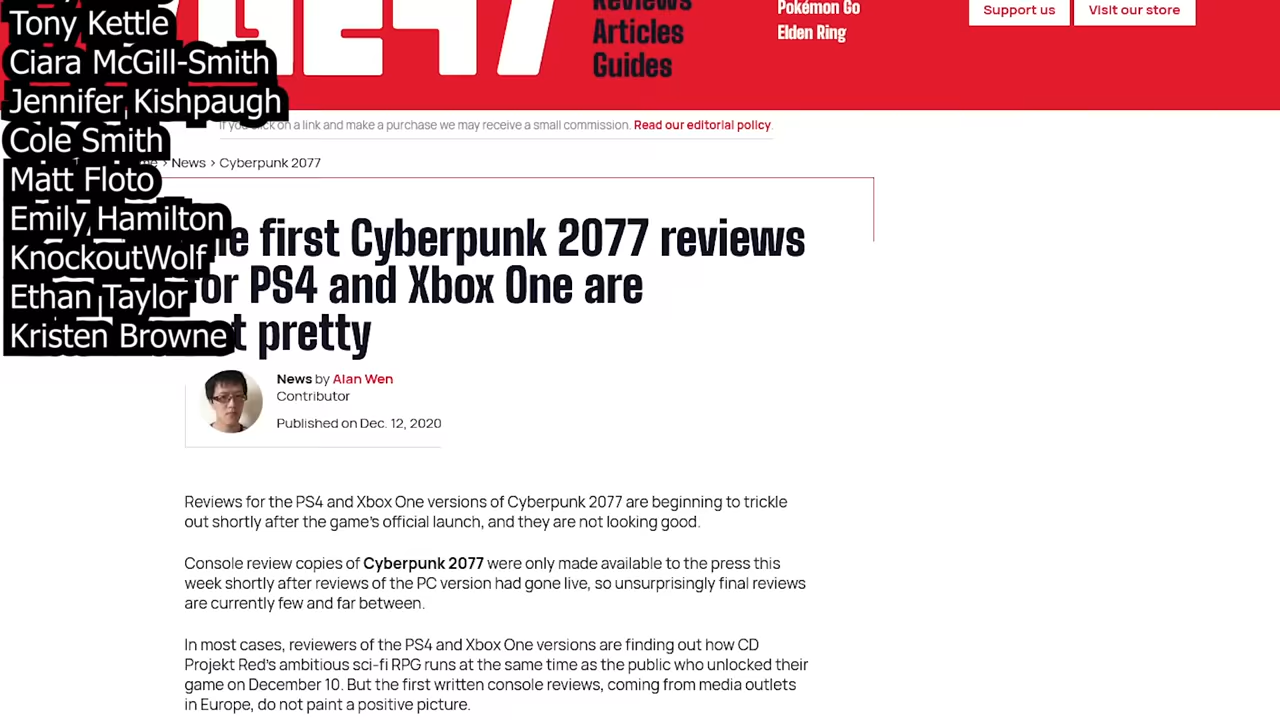 Tony Kettle
Ciara McGill-Smith
Jennifer Kishpaugh
Cole Smith
Matt Floto
Emily Hamilton
KnockoutWolf
Ethan Taylor
Kristen Browne
Reviews
Articles
Guides
Pokémon Go
Elden Ring
Support us
Visit our store
If you click on a link and make a purchase we may receive a small commission. Read our editorial policy.
> News > Cyberpunk 2077
first Cyberpunk 2077 reviews
for PS4 and Xbox One are
pretty
News by Alan Wen
Contributor
Published on Dec. 12, 2020
Reviews for the PS4 and Xbox One versions of Cyberpunk 2077 are beginning to trickle
out shortly after the game's official launch, and they are not looking good.
Console review copies of Cyberpunk 2077 were only made available to the press this
week shortly after reviews of the PC version had gone live, so unsurprisingly final reviews
are currently few and far between.
In most cases, reviewers of the PS4 and Xbox One versions are finding out how CD
Projekt Red's ambitious sci-fi RPG runs at the same time as the public who unlocked their
game on December 10. But the first written console reviews, coming from media outlets
in Europe, do not paint a positive picture.